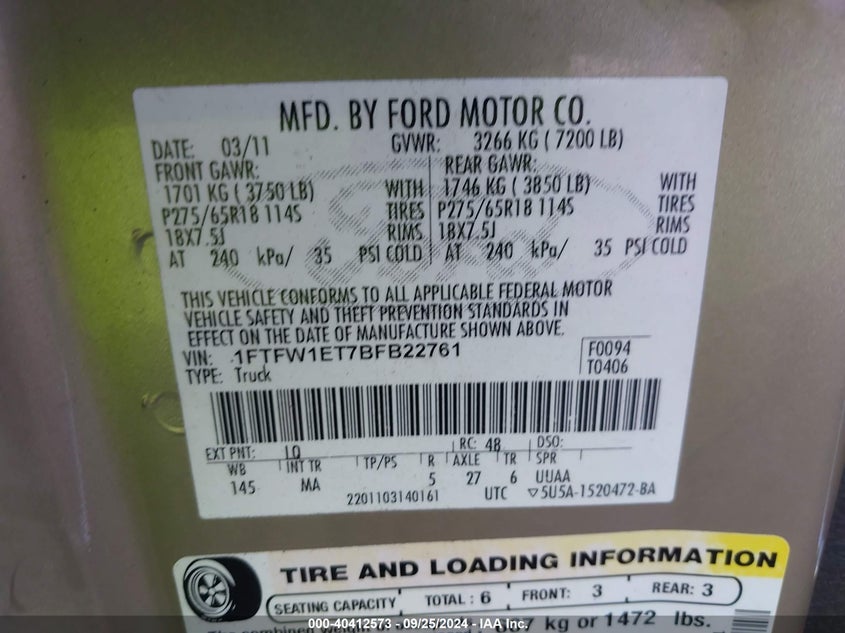 MFD. BY FORD MOTOR CO.
DATE: 03/11 GVWR: 3266 KG ( 7200 LB)
FRONT GAWR: REAR GAWR:
1701 KG ( 3750 LB) WITH 1746 KG ( 3850 LB) WITH
P275/65R18 114S TIRES P275/65R18 114S TIRES
18X7.5J RIMS 18X7.5J RIMS
AT 240 kPa/ 35 PSI COLD AT 240 kPa/ 35 PSI COLD
THIS VEHICLE CONFORMS TO ALL APPLICABLE FEDERAL MOTOR
VEHICLE SAFETY AND THEFT PREVENTION STANDARDS IN
EFFECT ON THE DATE OF MANUFACTURE SHOWN ABOVE.
VIN: 1FTFW1ET7BFB22761 F0094
TYPE: Truck T0406
EXT PNT: LQ RC: 48 DSO:
WB INT TR TP/PS R AXLE TR SPR
145 MA 5 27 6 UUAA
2201103140161 UTC ▽5U5A-1520472-BA
TIRE AND LOADING INFORMATION
SEATING CAPACITY TOTAL : 6 FRONT: 3 REAR: 3
The combined weight of kg or 1472 lbs.
000-40412573 - 09/25/2024 - IAA Inc.